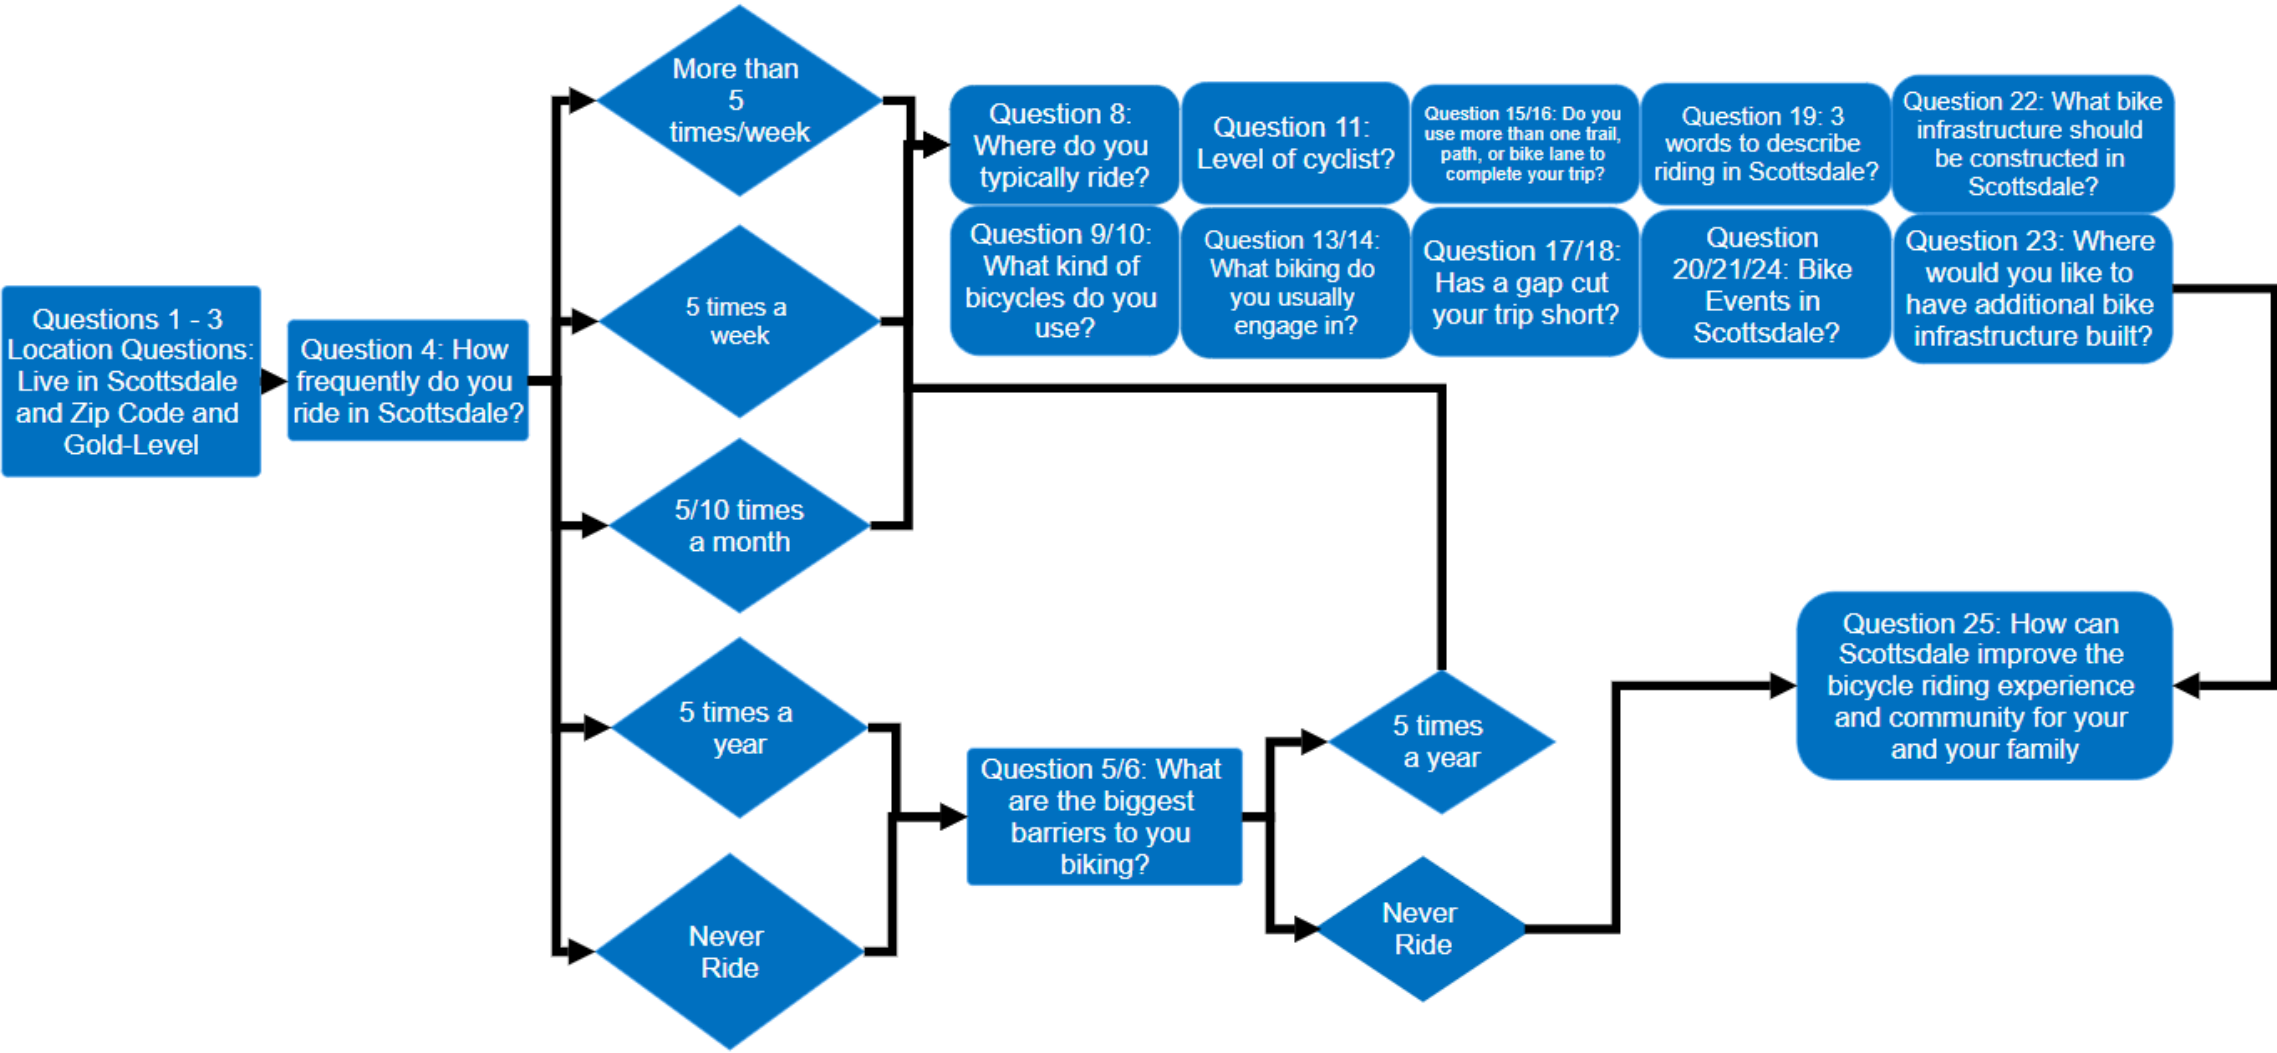 Questions 1 - 3
Location Questions:
Live in Scottsdale
and Zip Code and
Gold-Level
Question 4: How
frequently do you
ride in Scottsdale?
More than
5
times/week
5 times a
week
5/10 times
a month
5 times a
year
Never
Ride
Question 8:
Where do you
typically ride?
Question 11:
Level of cyclist?
Question 15/16: Do you
use more than one trail,
path, or bike lane to
complete your trip?
Question 19: 3
words to describe
riding in Scottsdale?
Question 22: What bike
infrastructure should
be constructed in
Scottsdale?
Question 9/10:
What kind of
bicycles do you
use?
Question 13/14:
What biking do
you usually
engage in?
Question 17/18:
Has a gap cut
your trip short?
Question
20/21/24: Bike
Events in
Scottsdale?
Question 23: Where
would you like to
have additional bike
infrastructure built?
Question 5/6: What
are the biggest
barriers to you
biking?
5 times
a year
Never
Ride
Question 25: How can
Scottsdale improve the
bicycle riding experience
and community for your
and your family